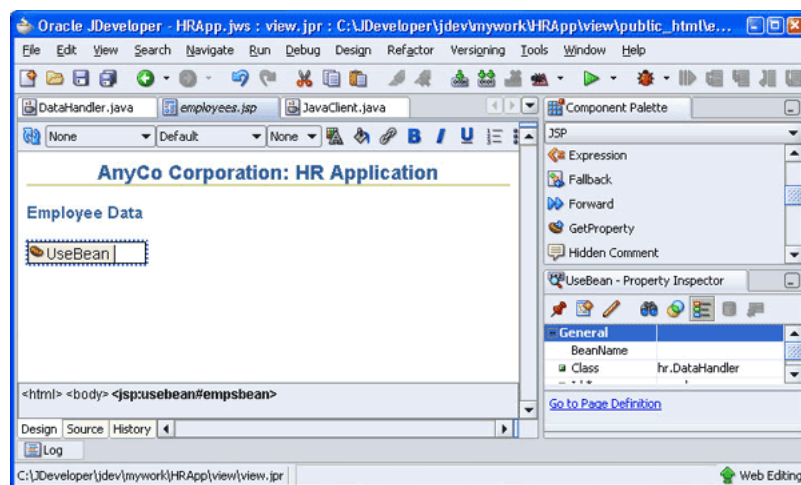 Oracle JDeveloper - HRApp.jws : view.jpr : C:\JDeveloper\jdev\mywork\HRApp\view\public_html\e...
File Edit View Search Navigate Run Debug Design Refactor Versioning Tools Window Help
DataHandler.java employees.jsp JavaClient.java
Component Palette
None Default None B I U
JSP
Expression
Fallback
Forward
GetProperty
Hidden Comment
AnyCo Corporation: HR Application
Employee Data
UseBean
UseBean - Property Inspector
General
BeanName
Class hr.DataHandler
Go to Page Definition
<html> <body> <jsp:usebean#empsbean>
Design Source History
Log
C:\JDeveloper\jdev\mywork\HRApp\view\view.jpr Web Editing